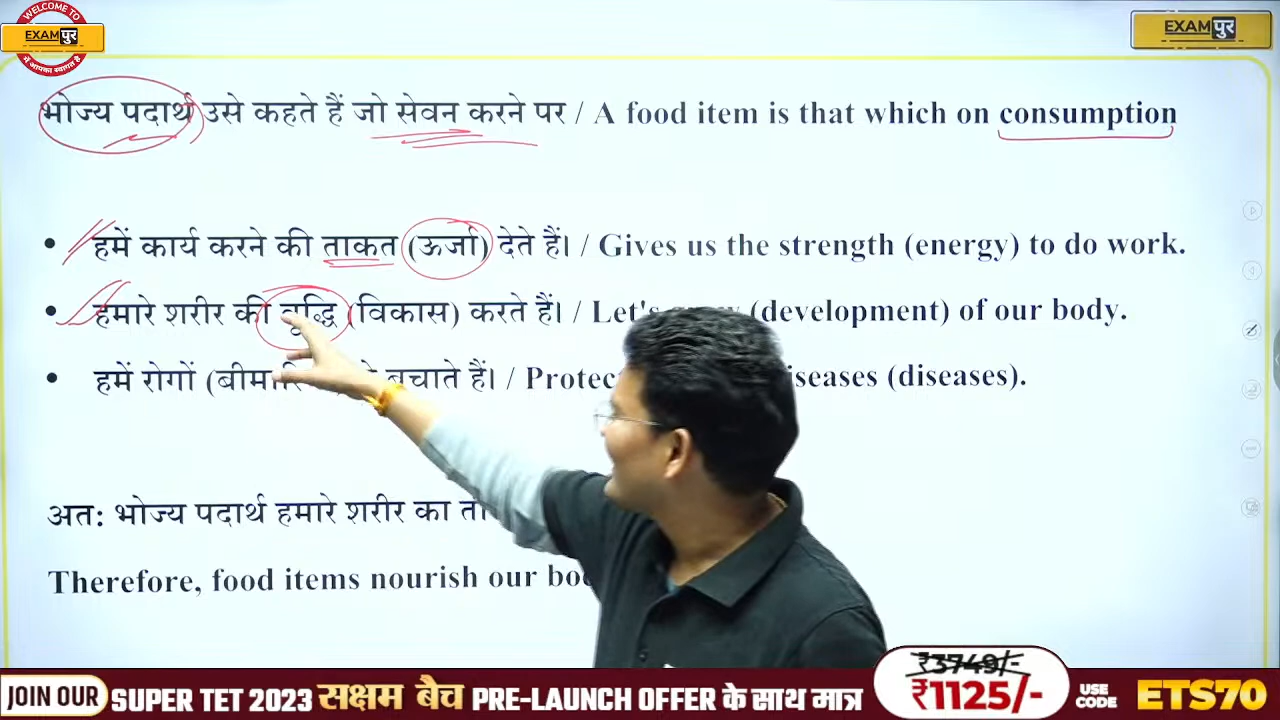 WELCOME TO
EXAMपुर
में आपका स्वागत है
EXAMपुर
भोज्य पदार्थ उसे कहते हैं जो सेवन करने पर / A food item is that which on consumption
• हमें कार्य करने की ताकत (ऊर्जा) देते हैं। / Gives us the strength (energy) to do work.
• हमारे शरीर की वृद्धि (विकास) करते हैं। / Let's (development) of our body.
• हमें रोगों बचाते हैं। / (diseases).
अत: भोज्य पदार्थ हमारे शरीर का
Therefore, food items nourish our
JOIN OUR SUPER TET 2023 सक्षम बैच PRE-LAUNCH OFFER के साथ मात्र
₹3749/-
₹1125/-
USE CODE ETS70